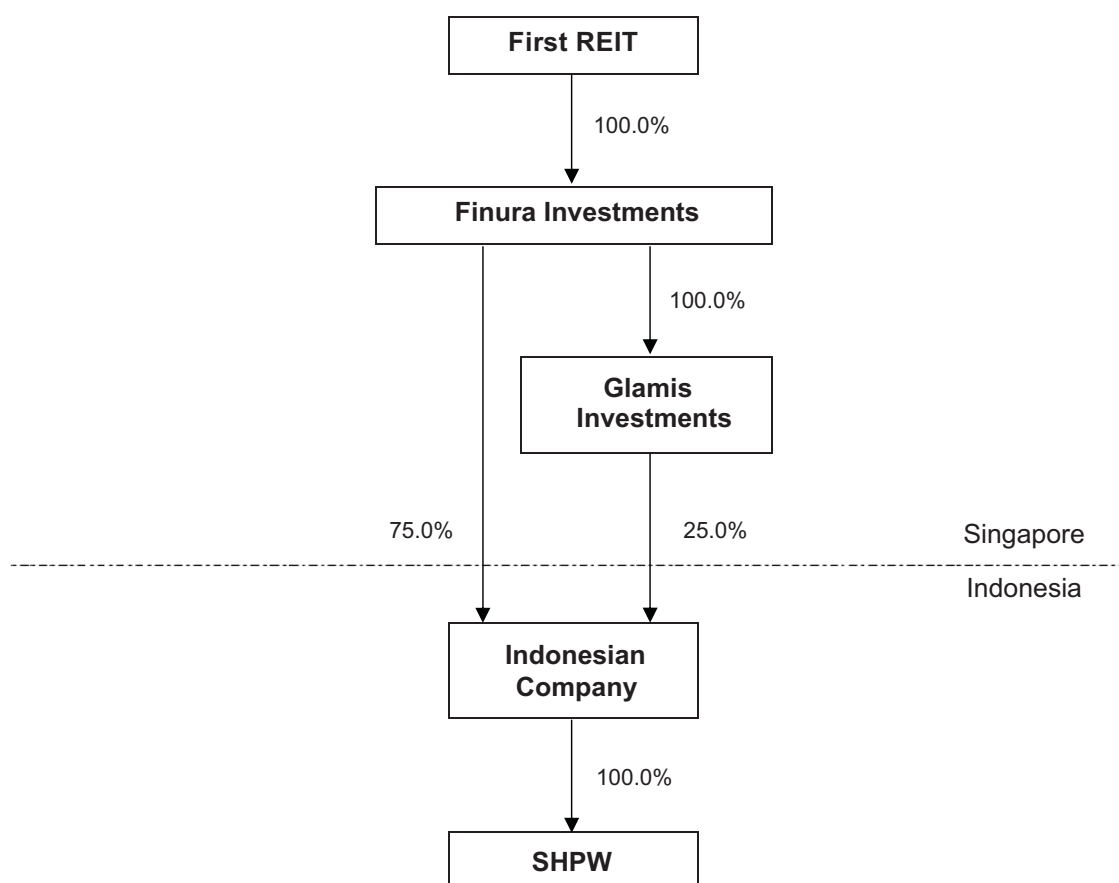 First REIT
100.0%
Finura Investments
100.0%
Glamis
Investments
75.0%
25.0%
Singapore
Indonesia
Indonesian
Company
100.0%
SHPW